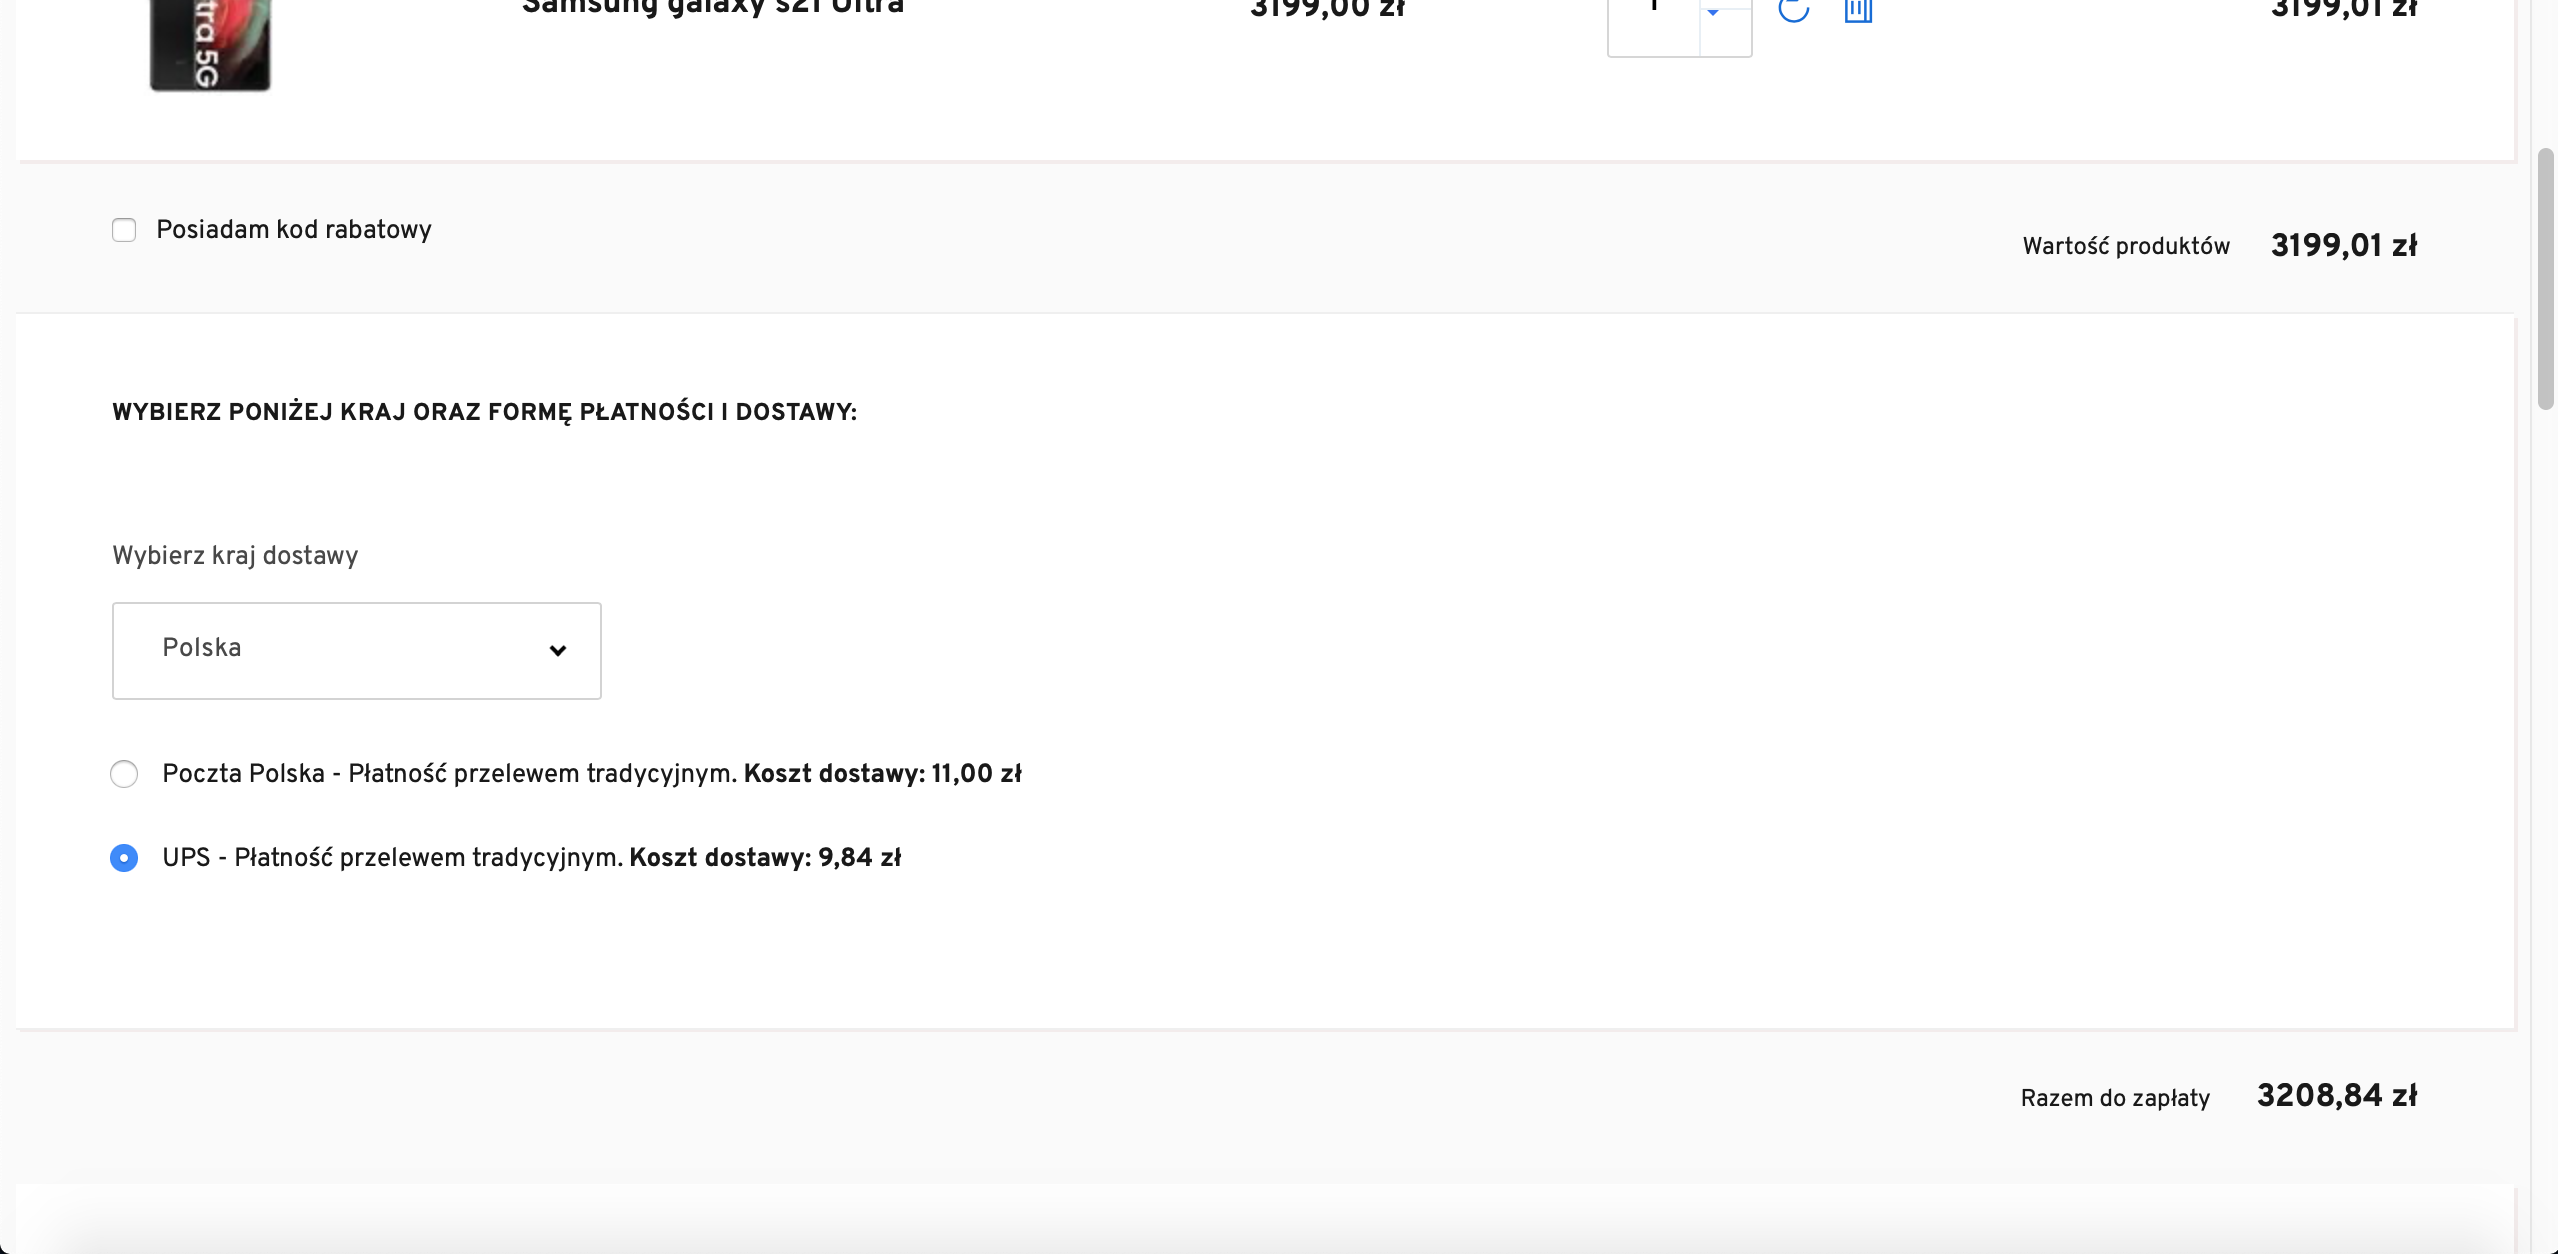 Samsung galaxy s21 Ultra
3199,00 zł
1
3199,01 zł
tra 5G
Posiadam kod rabatowy
Wartość produktów 3199,01 zł
WYBIERZ PONIŻEJ KRAJ ORAZ FORMĘ PŁATNOŚCI I DOSTAWY:
Wybierz kraj dostawy
Polska
Poczta Polska - Płatność przelewem tradycyjnym. Koszt dostawy: 11,00 zł
UPS - Płatność przelewem tradycyjnym. Koszt dostawy: 9,84 zł
Razem do zapłaty 3208,84 zł